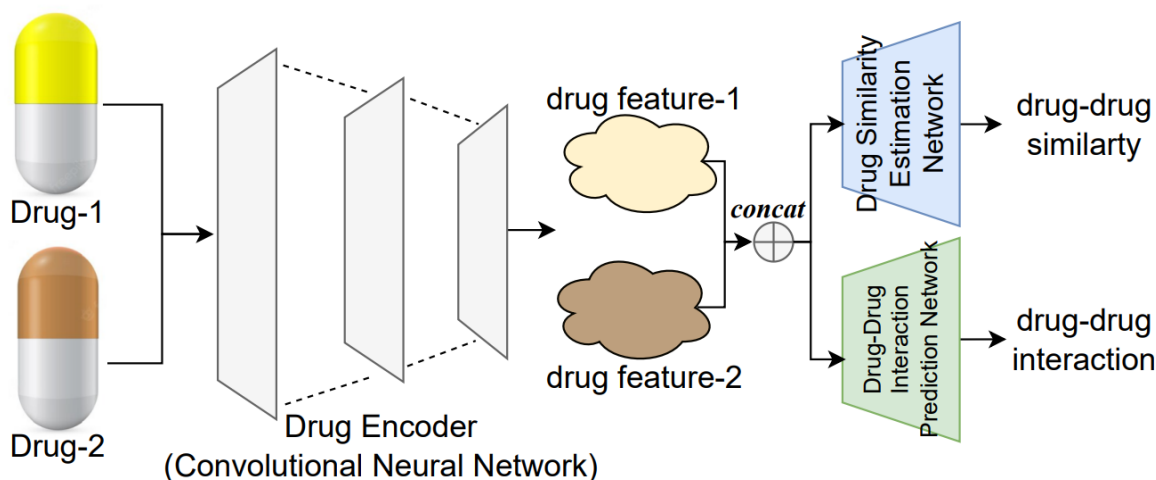 Drug-1
Drug-2
Drug Encoder
(Convolutional Neural Network)
drug feature-1
drug feature-2
concat
Drug Similarity
Estimation
Network
drug-drug
similarty
Drug-Drug
Interaction
Prediction Network
drug-drug
interaction